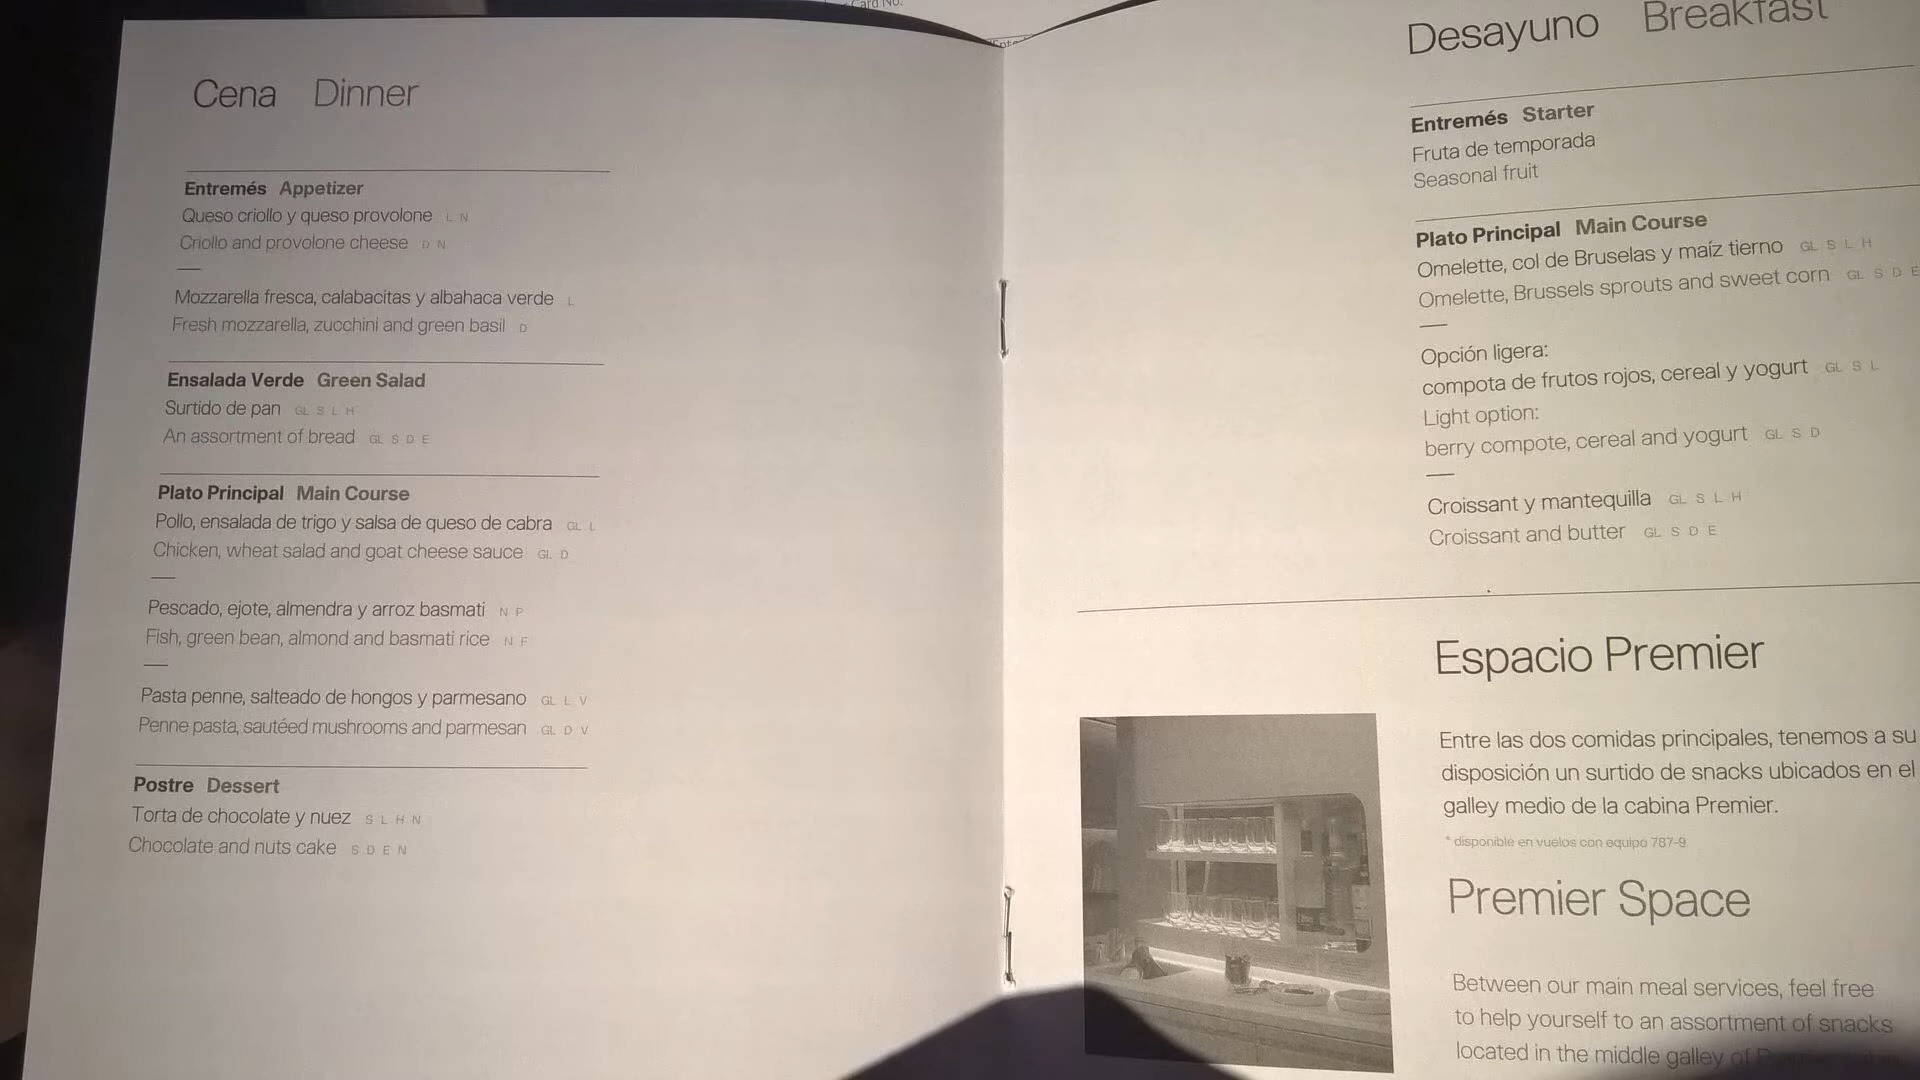 Card No.
Cena Dinner
Entremés Appetizer
Queso criollo y queso provolone L N
Criollo and provolone cheese D N
Mozzarella fresca, calabacitas y albahaca verde L
Fresh mozzarella, zucchini and green basil D
Ensalada Verde Green Salad
Surtido de pan GL S L H
An assortment of bread GL S D E
Plato Principal Main Course
Pollo, ensalada de trigo y salsa de queso de cabra GL L
Chicken, wheat salad and goat cheese sauce GL D
Pescado, ejote, almendra y arroz basmati N P
Fish, green bean, almond and basmati rice N F
Pasta penne, salteado de hongos y parmesano GL L V
Penne pasta, sautéed mushrooms and parmesan GL D V
Postre Dessert
Torta de chocolate y nuez S L H N
Chocolate and nuts cake S D E N
Desayuno Breakfast
Entremés Starter
Fruta de temporada
Seasonal fruit
Plato Principal Main Course
Omelette, col de Bruselas y maíz tierno GL S L H
Omelette, Brussels sprouts and sweet corn GL S D E
Opción ligera:
compota de frutos rojos, cereal y yogurt GL S L
Light option:
berry compote, cereal and yogurt GL S D
Croissant y mantequilla GL S L H
Croissant and butter GL S D E
Espacio Premier
Entre las dos comidas principales, tenemos a su
disposición un surtido de snacks ubicados en el
galley medio de la cabina Premier.
* disponible en vuelos con equipo 787-9
Premier Space
Between our main meal services, feel free
to help yourself to an assortment of snacks
located in the middle galley of